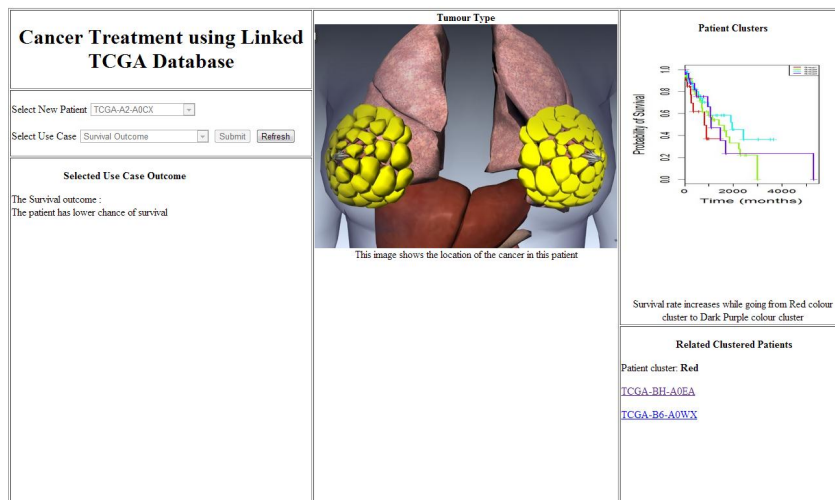 Cancer Treatment using Linked
TCGA Database
Select New Patient TCGA-A2-A0CX
Select Use Case Survival Outcome Submit Refresh
Selected Use Case Outcome
The Survival outcome :
The patient has lower chance of survival
Tumour Type
This image shows the location of the cancer in this patient
Patient Clusters
Probability of Survival
1.0
0.8
0.6
0.4
0.2
0.0
0 2000 4000
Time (months)
Survival rate increases while going from Red colour
cluster to Dark Purple colour cluster
Related Clustered Patients
Patient cluster: Red
TCGA-BH-A0EA
TCGA-B6-A0WX